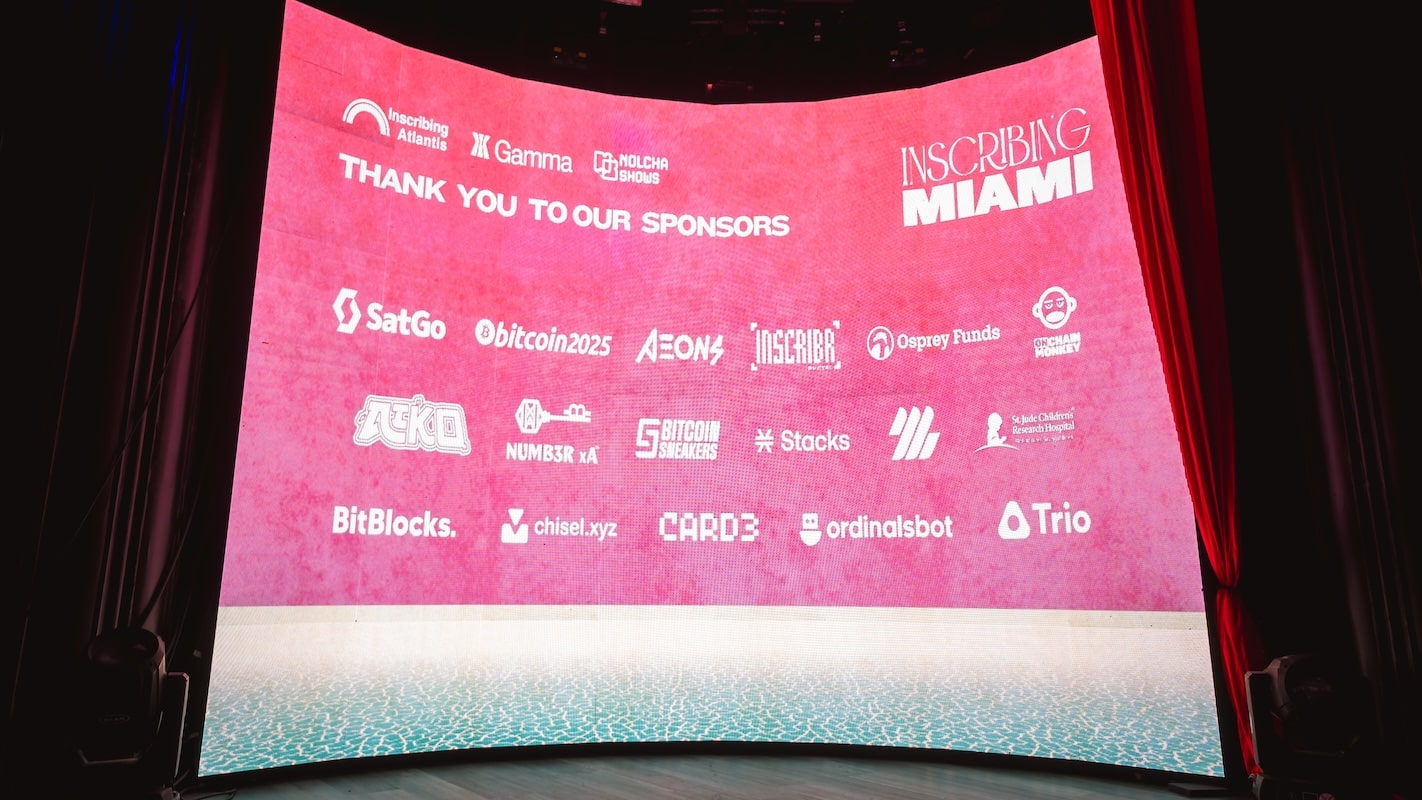 Inscribing
Atlantis
Gamma
NOLCHA
SHOWS
THANK YOU TO OUR SPONSORS
INSCRIBING
MIAMI
SatGo
bitcoin2025
AEONS
INSCRIBR
Osprey Funds
ON CHAIN
MONKEY
NUMB3R xA
BITCOIN
SNEAKERS
Stacks
St. Jude Children's
Research Hospital
BitBlocks.
chisel.xyz
CARD3
ordinalsbot
Trio